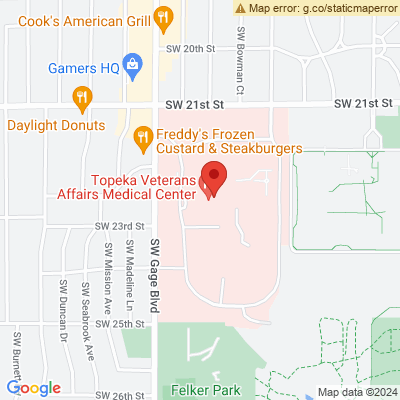 Map error: g.co/staticmaperror
Cook's American Grill
SW 20th St
Gamers HQ
SW Bowman Ct
SW 21st St
SW 21st St
Daylight Donuts
Freddy's Frozen
Custard & Steakburgers
Topeka Veterans
Affairs Medical Center
SW 23rd St
SW Gage Blvd
SW Madeline Ln
SW Mission Ave
SW Seabrook Ave
SW Duncan Dr
SW Burnett
SW 25th St
Felker Park
Google
SW 26th St
Map data ©2024